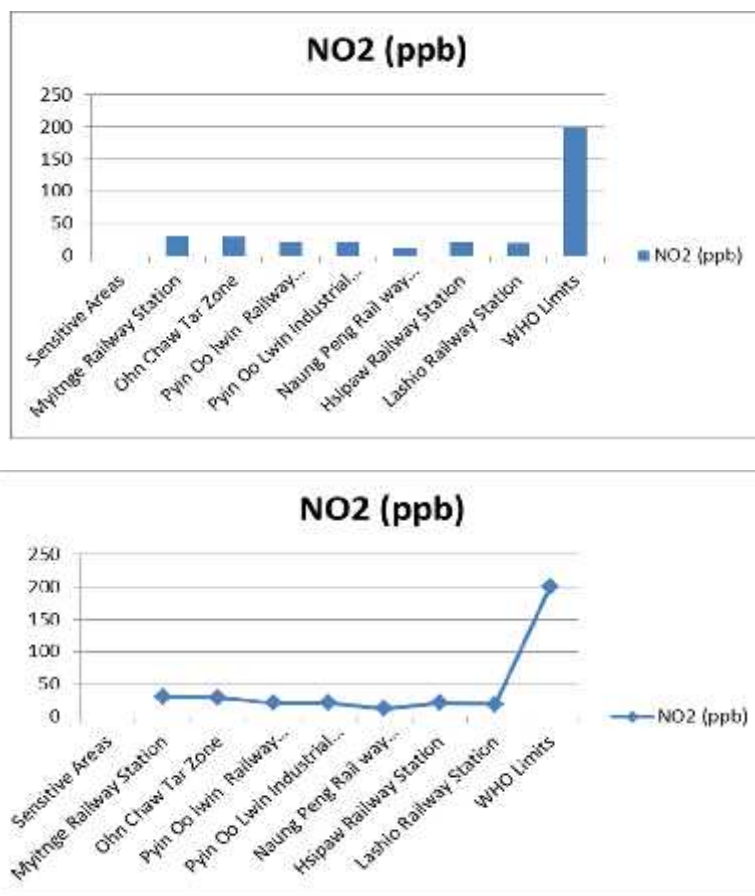 NO2 (ppb)
250
200
150
100
50
0
NO2 (ppb)
Sensitive Areas
Myitnge Railway Station
Ohn Chaw Tar Zone
Pyin Oo lwin Railway...
Pyin Oo Lwin Industrial...
Naung Peng Rail way...
Hsipaw Railway Station
Lashio Railway Station
WHO Limits
NO2 (ppb)
250
200
150
100
50
0
NO2 (ppb)
Sensitive Areas
Myitnge Railway Station
Ohn Chaw Tar Zone
Pyin Oo lwin Railway...
Pyin Oo Lwin Industrial...
Naung Peng Rail way...
Hsipaw Railway Station
Lashio Railway Station
WHO Limits